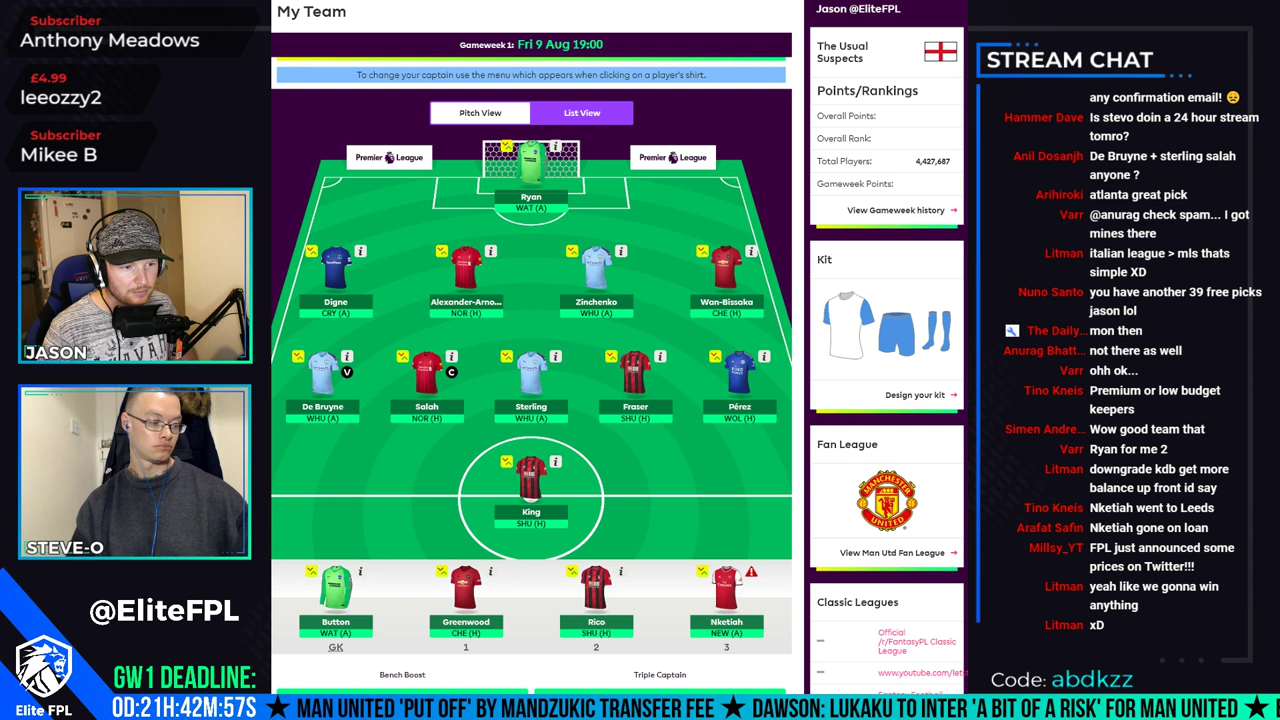 Subscriber
Anthony Meadows
£4.99
leeozzy2
Subscriber
Mikee B
JASON
STEVE-O
@EliteFPL
Elite FPL
GW1 DEADLINE:
0D:21H:42M:57S
My Team
Gameweek 1: Fri 9 Aug 19:00
To change your captain use the menu which appears when clicking on a player's shirt.
Pitch View
List View
Premier League
Premier League
Ryan
WAT (A)
Digne
CRY (A)
Alexander-Arno...
NOR (H)
Zinchenko
WHU (A)
Wan-Bissaka
CHE (H)
V
C
De Bruyne
WHU (A)
Salah
NOR (H)
Sterling
WHU (A)
Fraser
SHU (H)
Pérez
WOL (H)
King
SHU (H)
Button
WAT (A)
GK
Greenwood
CHE (H)
1
Rico
SHU (H)
2
Nketiah
NEW (A)
3
Bench Boost
Triple Captain
Jason @EliteFPL
The Usual
Suspects
Points/Rankings
Overall Points:
Overall Rank:
Total Players: 4,427,687
Gameweek Points:
View Gameweek history →
Kit
Design your kit →
Fan League
MANCHESTER
UNITED
View Man Utd Fan League →
Classic Leagues
Official
/r/FantasyPL Classic
League
www.youtube.com/lets
STREAM CHAT
any confirmation email!
Hammer Dave Is stevo doin a 24 hour stream
tomro?
Anil Dosanjh De Bruyne + sterling salah
anyone ?
Arihiroki atlanta great pick
Varr @anurag check spam... I got
mines there
Litman italian league > mls thats
simple XD
Nuno Santo you have another 39 free picks
jason lol
The Daily... mon then
Anurag Bhatt... not there as well
Varr ohh ok...
Tino Kneis Premium or low budget
keepers
Simen Andre... Wow good team that
Varr Ryan for me 2
Litman downgrade kdb get more
balance up front id say
Tino Kneis Nketiah went to Leeds
Arafat Safin Nketiah gone on loan
Millsy_YT FPL just announced some
prices on Twitter!!!
Litman yeah like we gonna win
anything
Litman xD
Code: abdkzz
★ MAN UNITED 'PUT OFF' BY MANDZUKIC TRANSFER FEE ★ DAWSON: LUKAKU TO INTER 'A BIT OF A RISK' FOR MAN UNITED ★